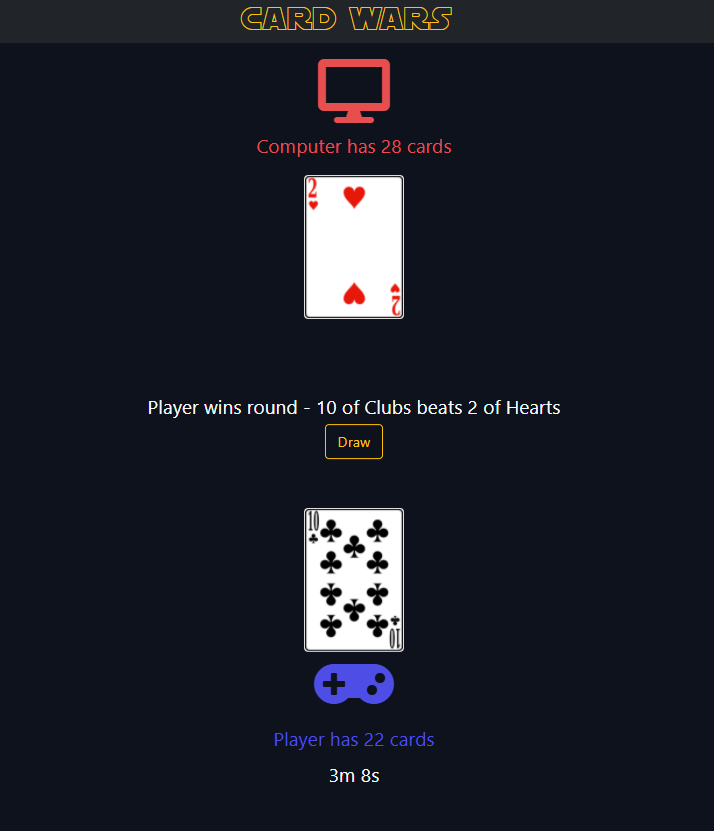 CARD WARS
Computer has 28 cards
2
2
Player wins round - 10 of Clubs beats 2 of Hearts
Draw
10
10
Player has 22 cards
3m 8s